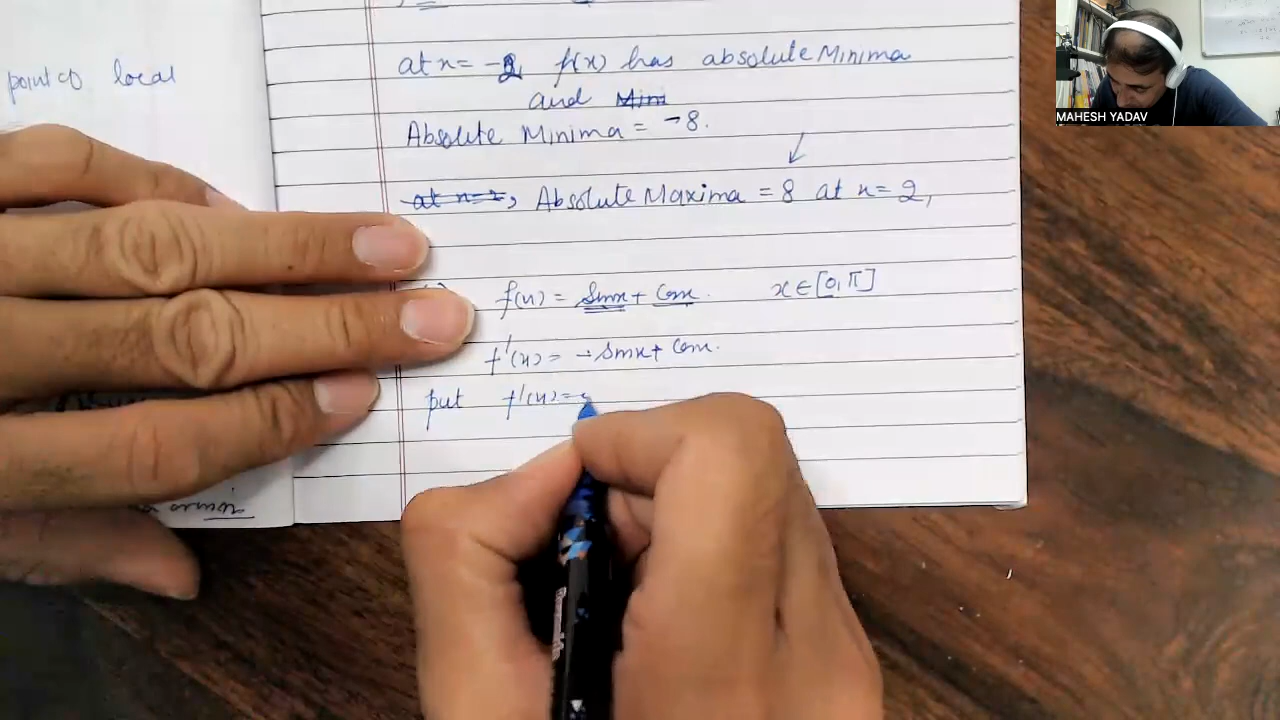 point of local
at x = -2, f(x) has absolute Minima
and Mim
Absolute Minima = -8.
at x=2, Absolute Maxima = 8 at x = 2,
f(x) = Sinx + Cosx. x ∈ [0, π]
f'(x) = - Sinx + Cosx.
put f'(x) =
MAHESH YADAV